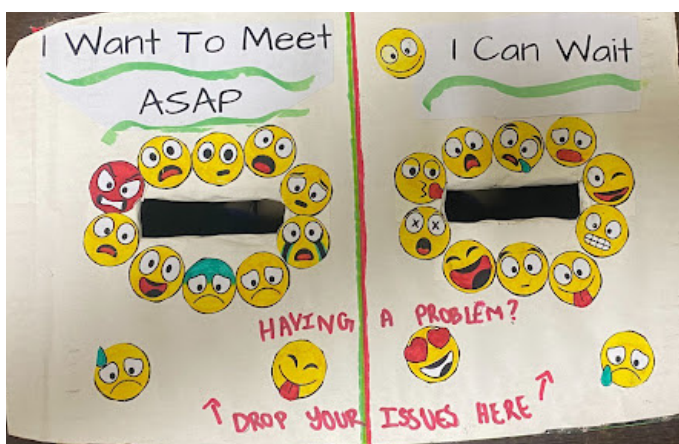 I Want To Meet
ASAP
I Can Wait
HAVING A PROBLEM?
DROP YOUR ISSUES HERE